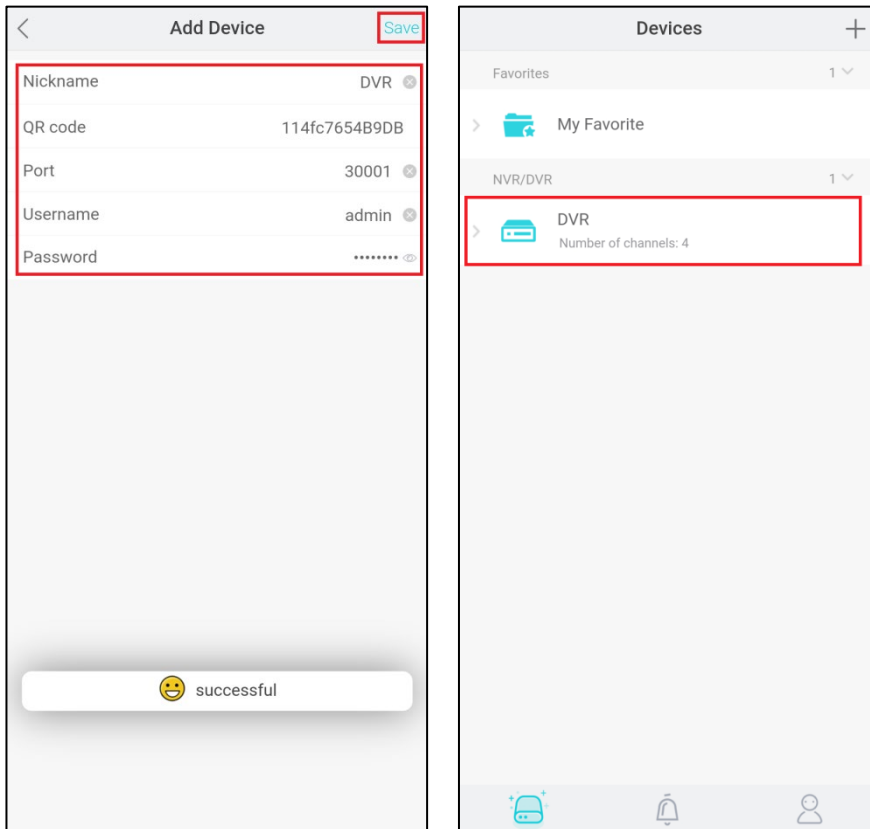 Add Device
Save
Nickname DVR
QR code 114fc7654B9DB
Port 30001
Username admin
Password ••••••••
successful
Devices
Favorites 1
My Favorite
NVR/DVR 1
DVR
Number of channels: 4